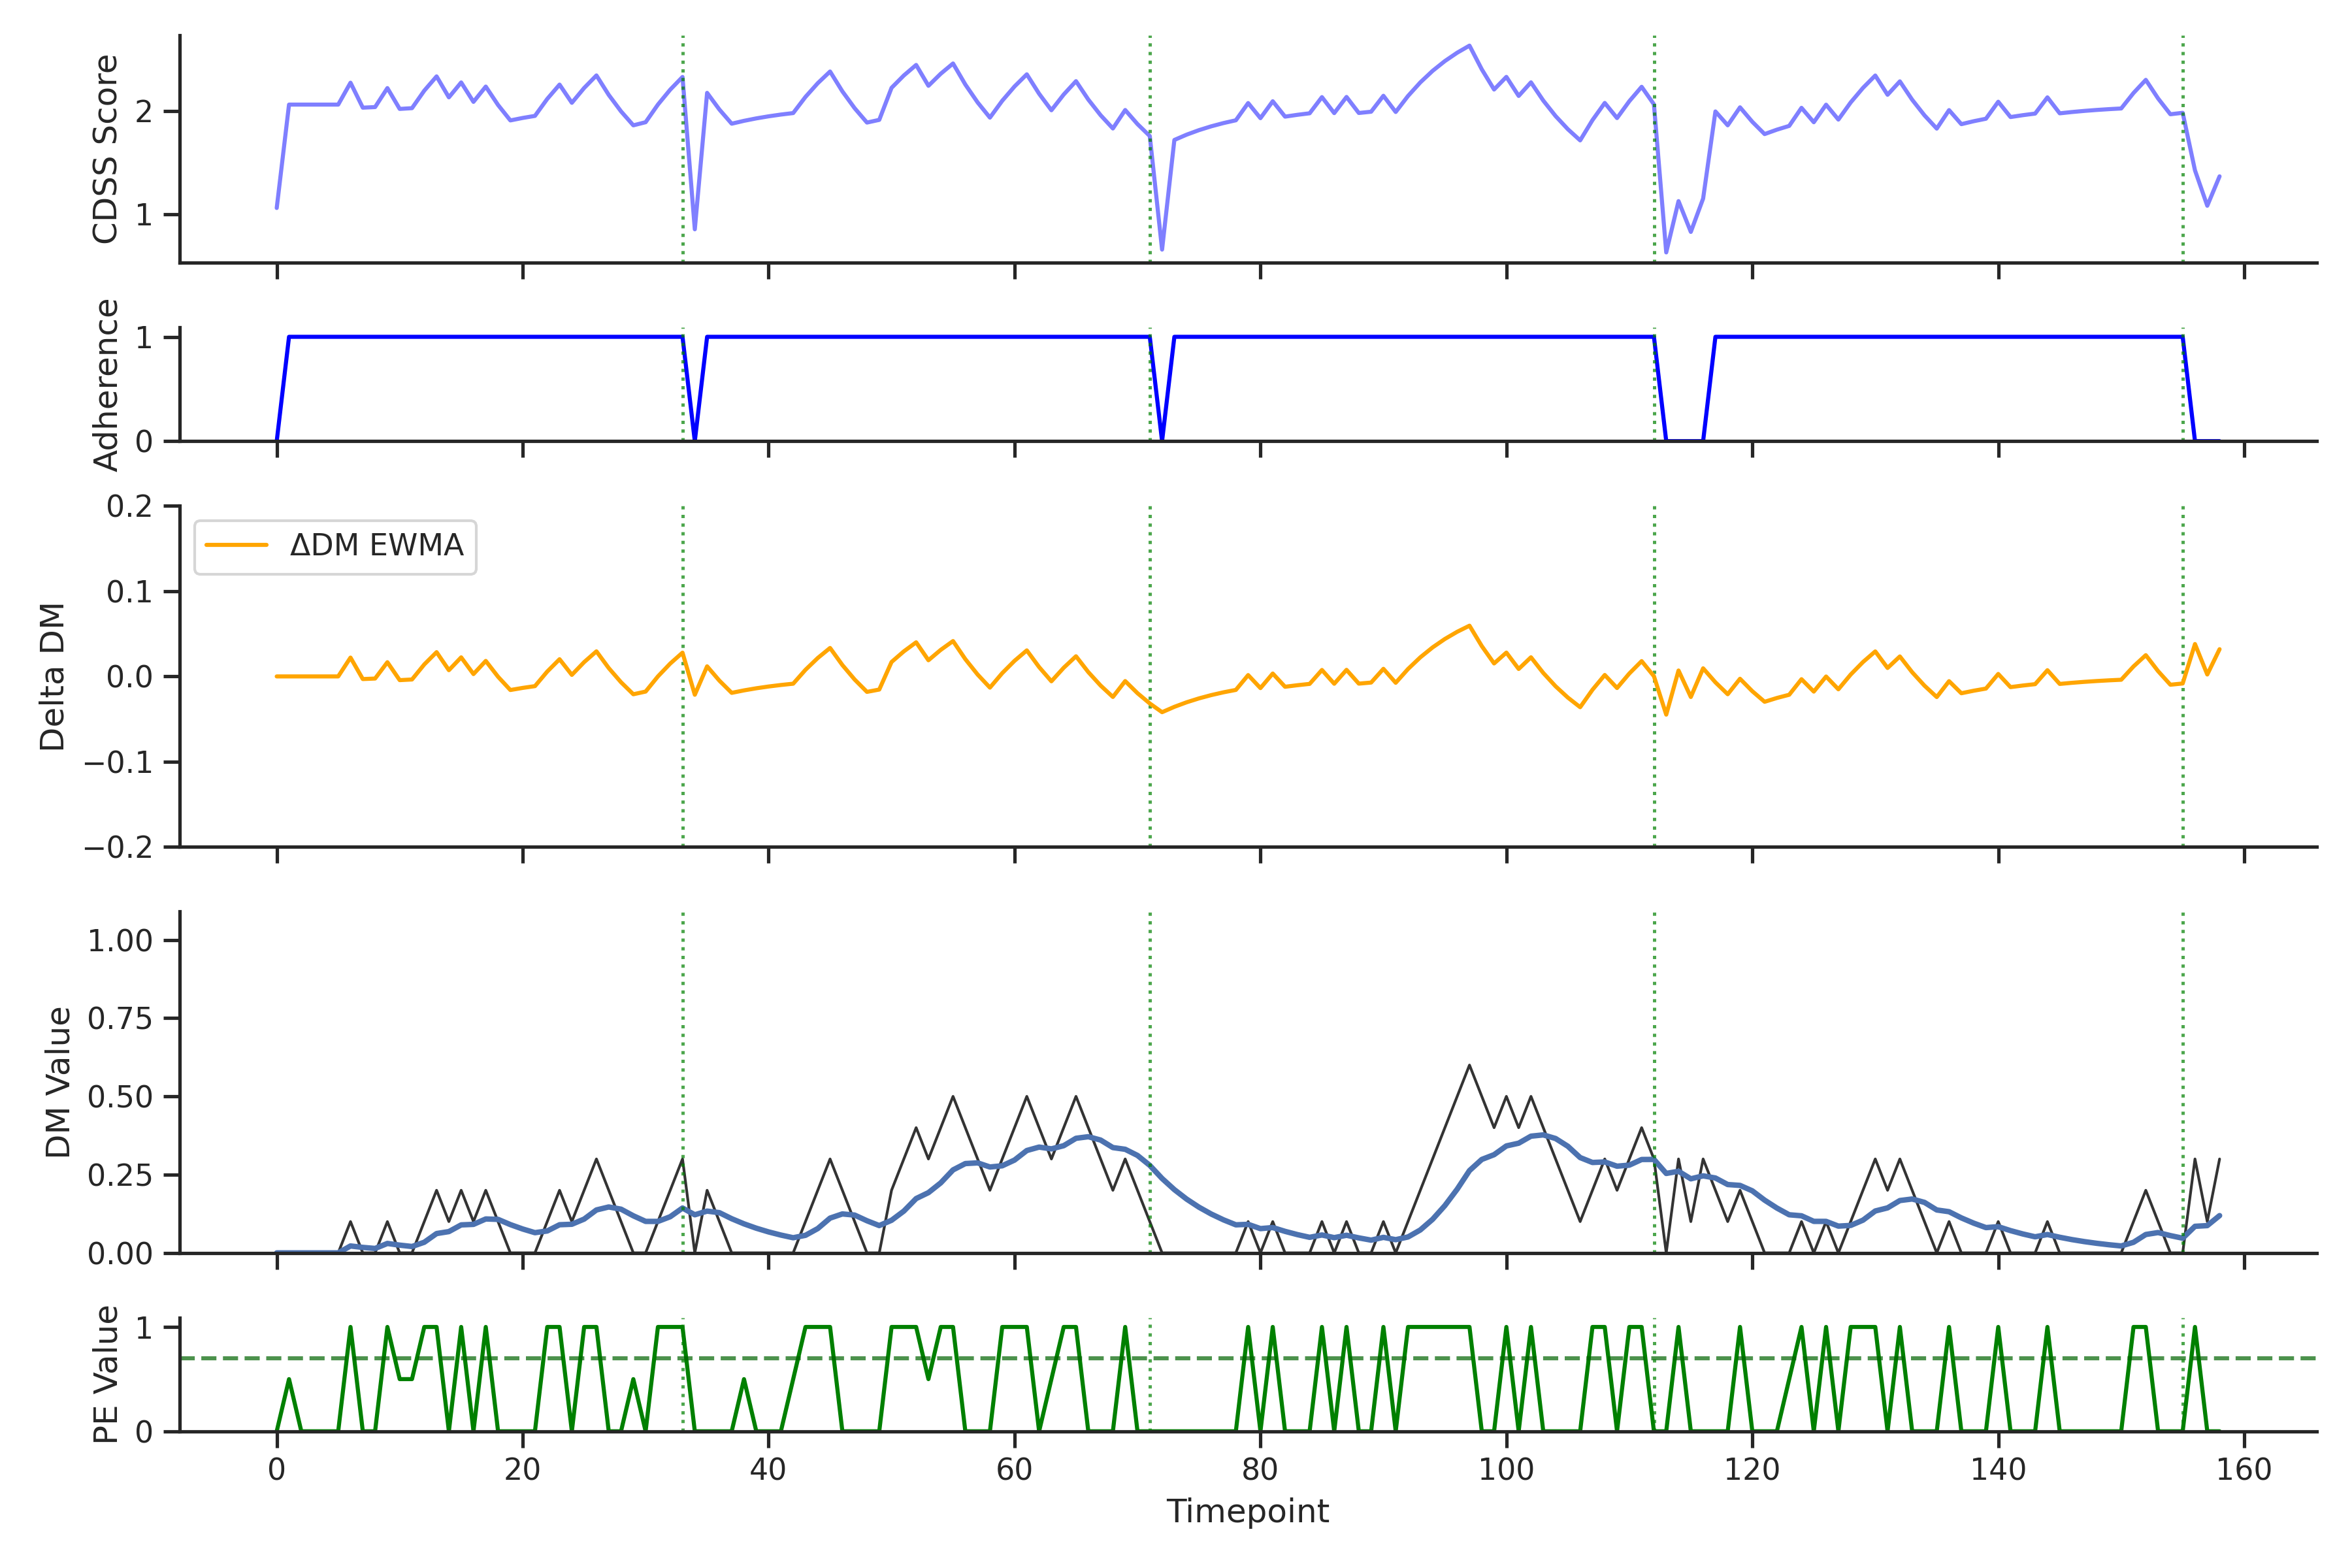 CDSS Score
2
1
Adherence
1
0
ΔDM EWMA
Delta DM
0.2
0.1
0.0
−0.1
−0.2
DM Value
1.00
0.75
0.50
0.25
0.00
PE Value
1
0
0 20 40 60 80 100 120 140 160
Timepoint